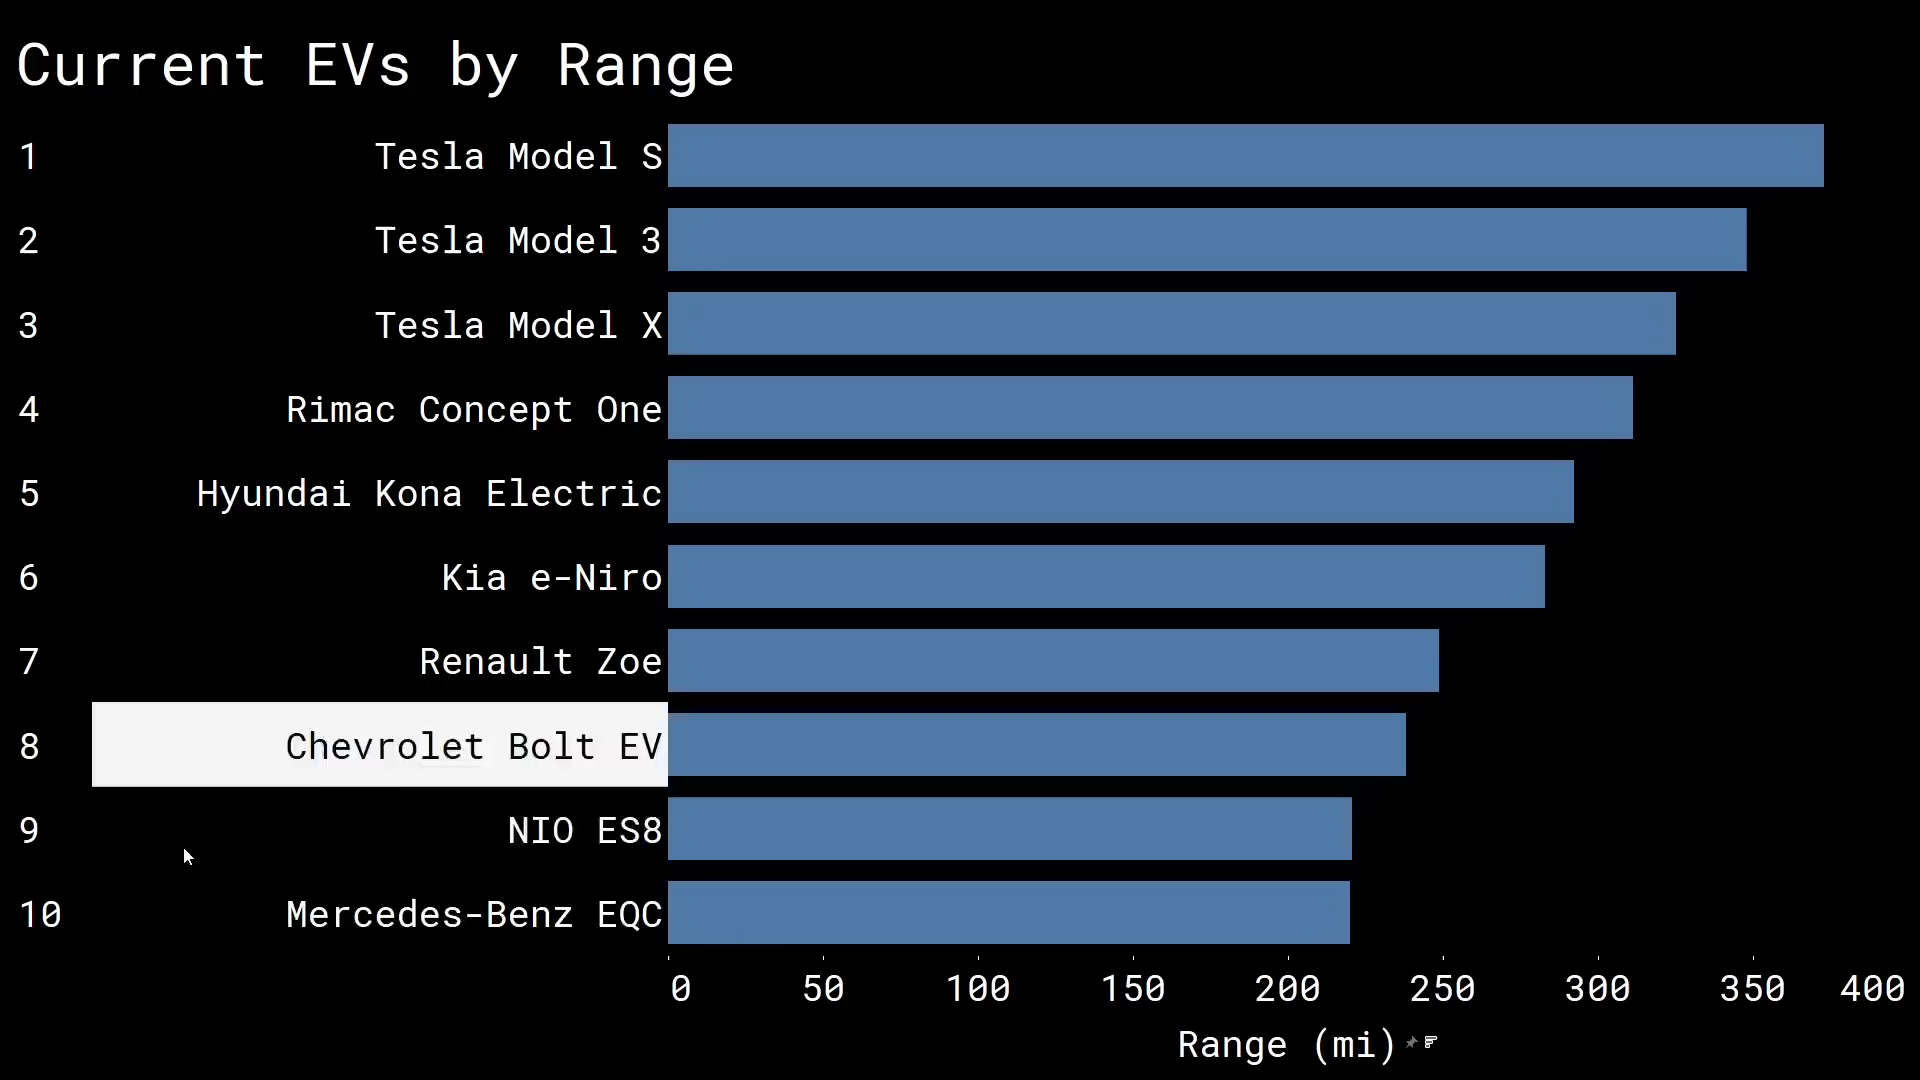 Current EVs by Range
1 Tesla Model S
2 Tesla Model 3
3 Tesla Model X
4 Rimac Concept One
5 Hyundai Kona Electric
6 Kia e-Niro
7 Renault Zoe
8 Chevrolet Bolt EV
9 NIO ES8
10 Mercedes-Benz EQC
0 50 100 150 200 250 300 350 400
Range (mi)